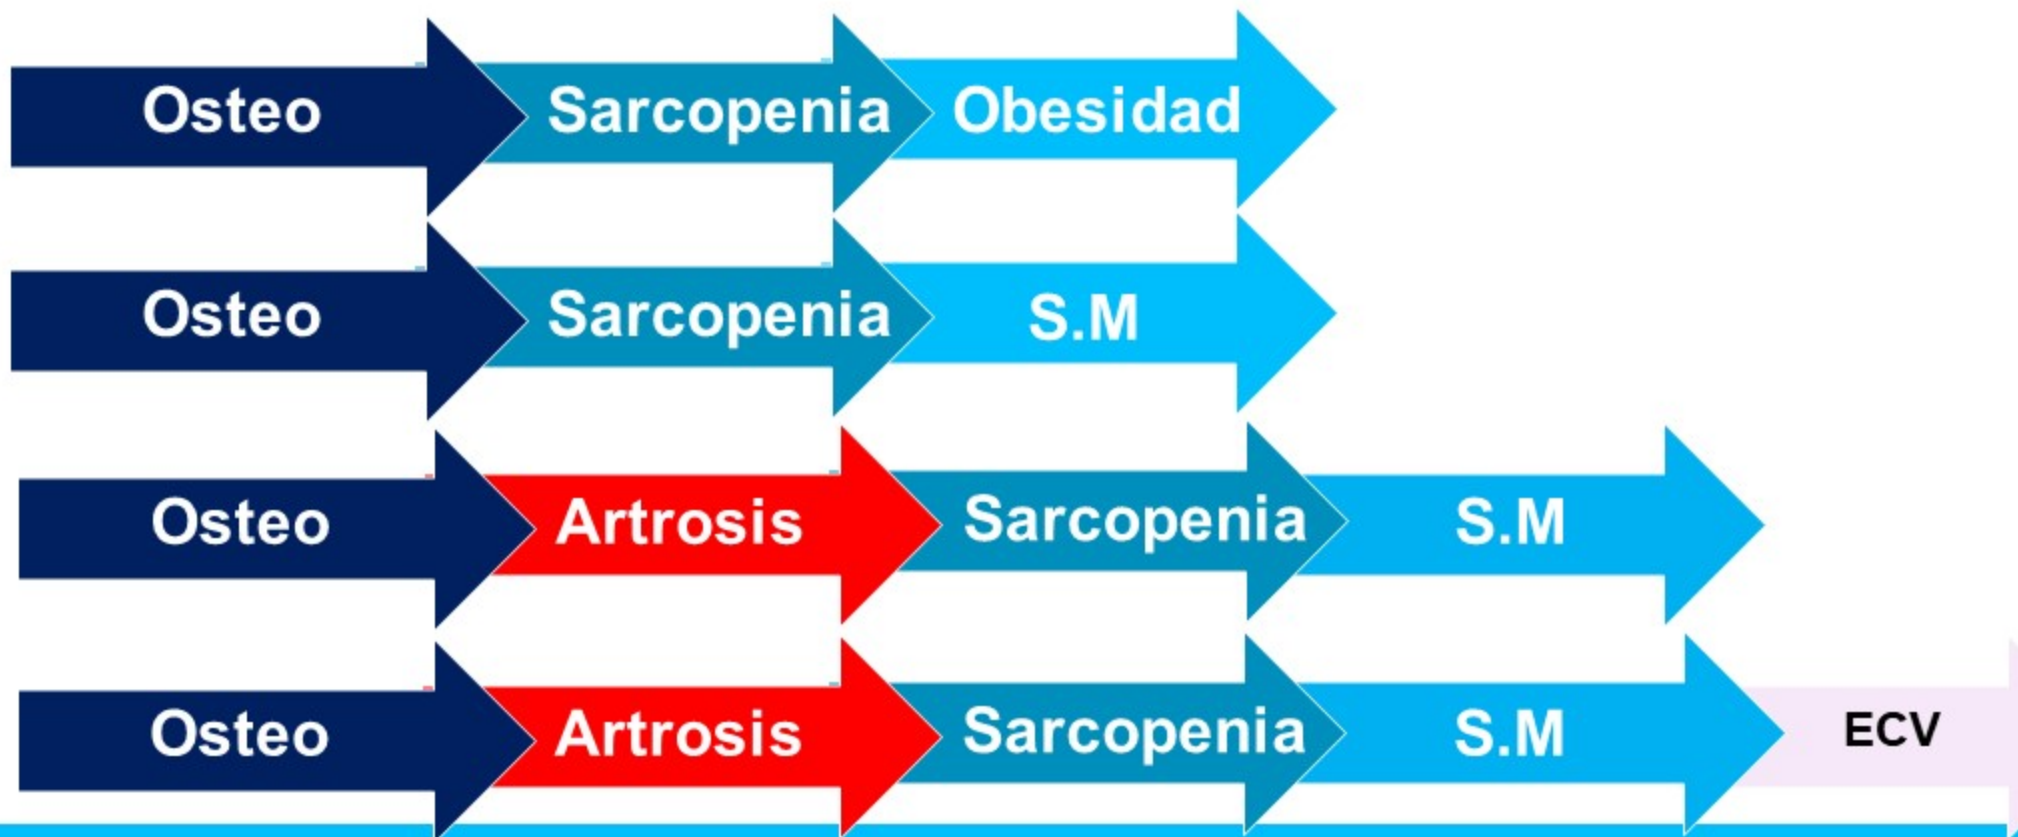 Osteo Sarcopenia Obesidad
Osteo Sarcopenia S.M
Osteo Artrosis Sarcopenia S.M
Osteo Artrosis Sarcopenia S.M ECV